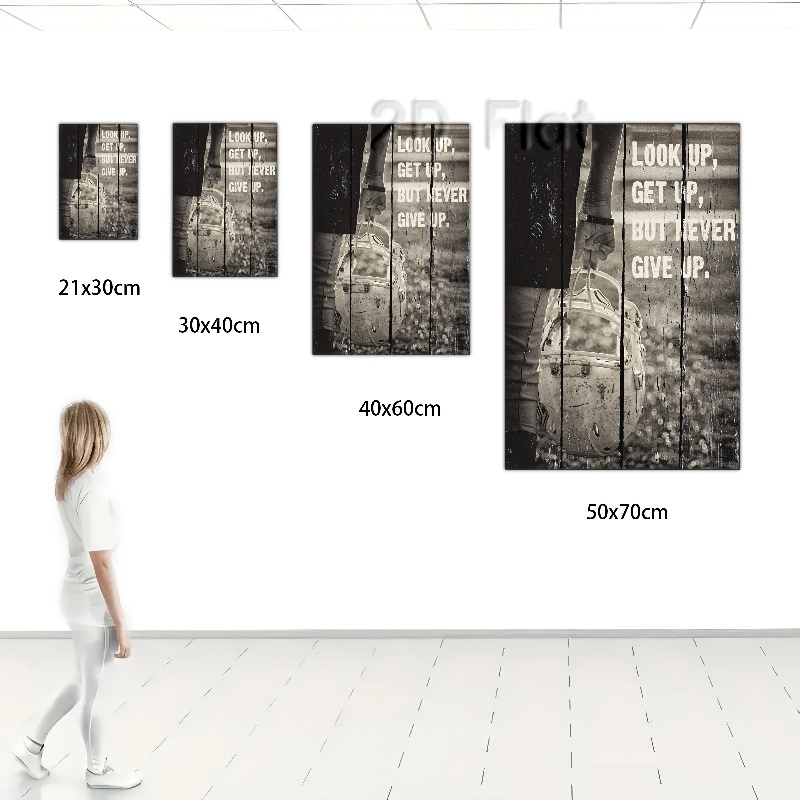 2D Flat
LOOK UP,
GET UP,
BUT NEVER
GIVE UP.
LOOK UP,
GET UP,
BUT NEVER
GIVE UP.
LOOK UP,
GET UP,
BUT NEVER
GIVE UP.
LOOK UP,
GET UP,
BUT NEVER
GIVE UP.
21x30cm
30x40cm
40x60cm
50x70cm